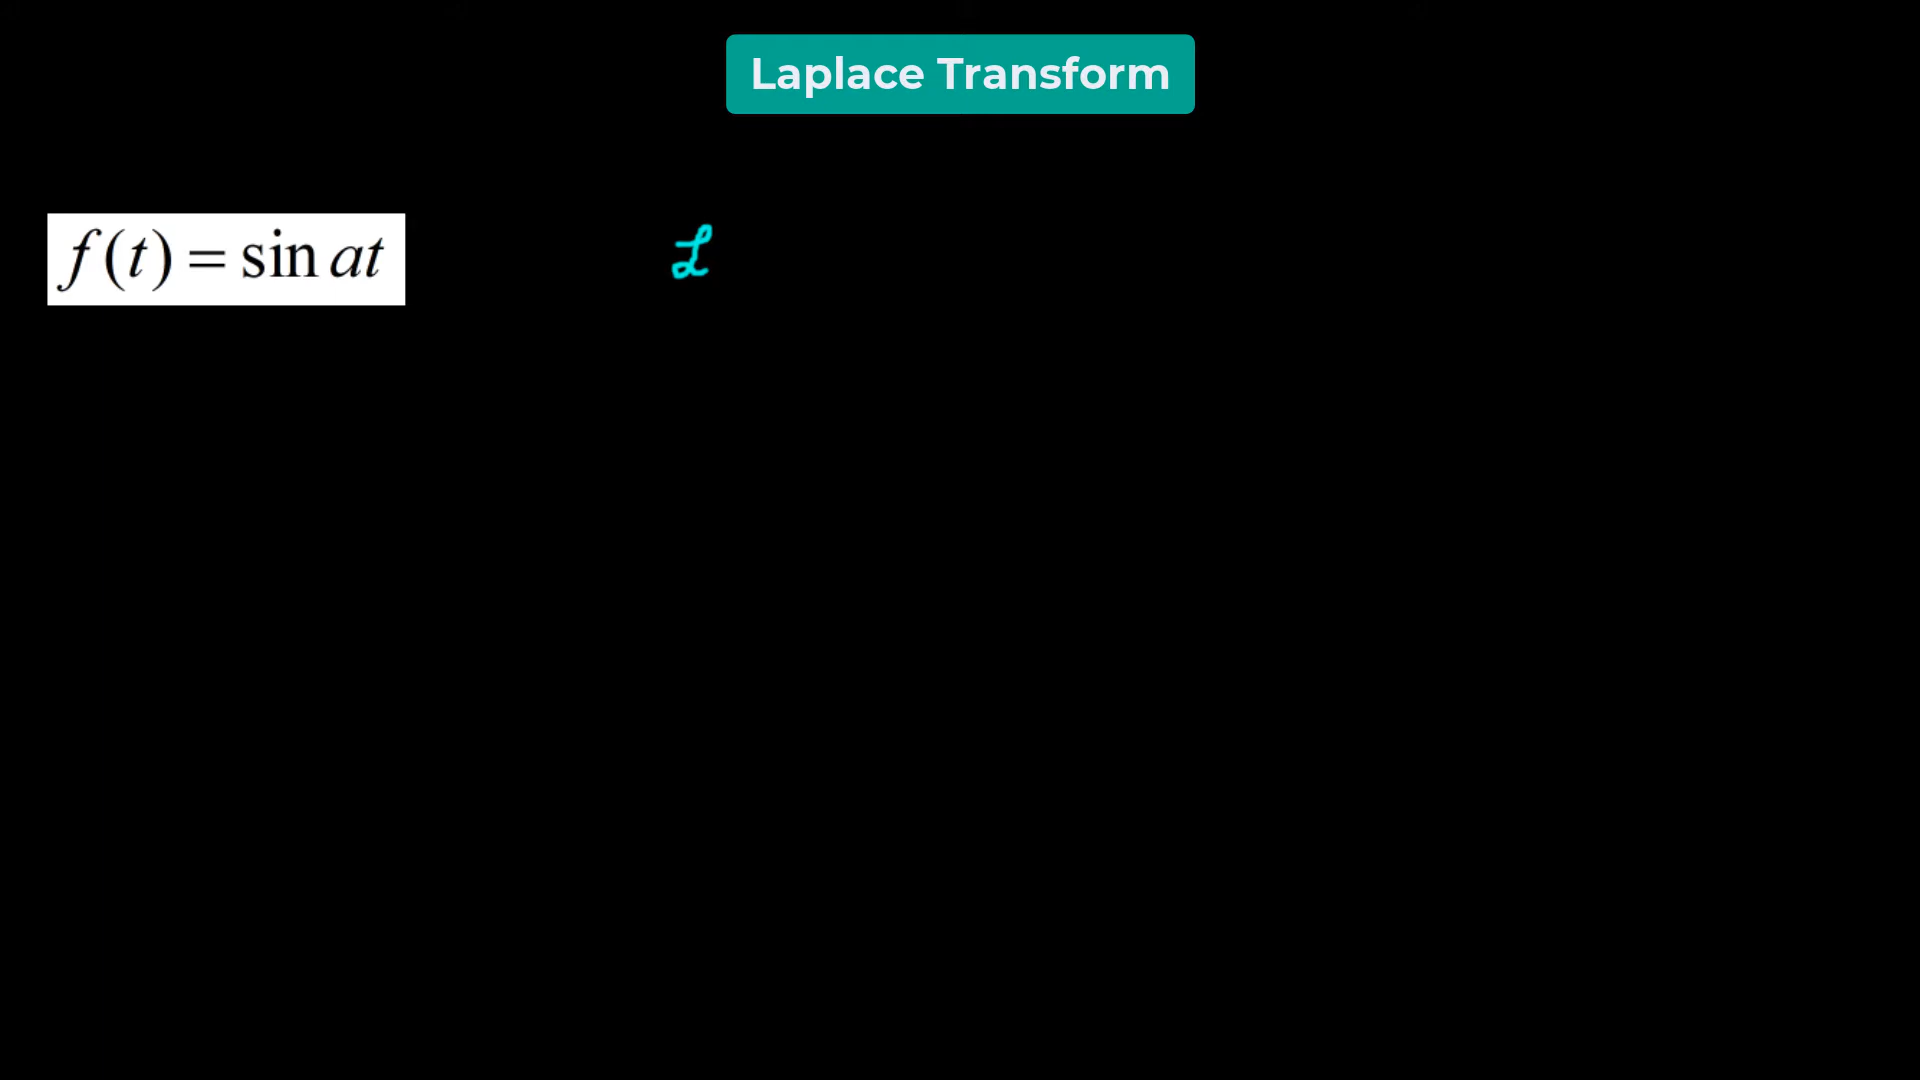 Laplace Transform
f(t) = sin at ℒ